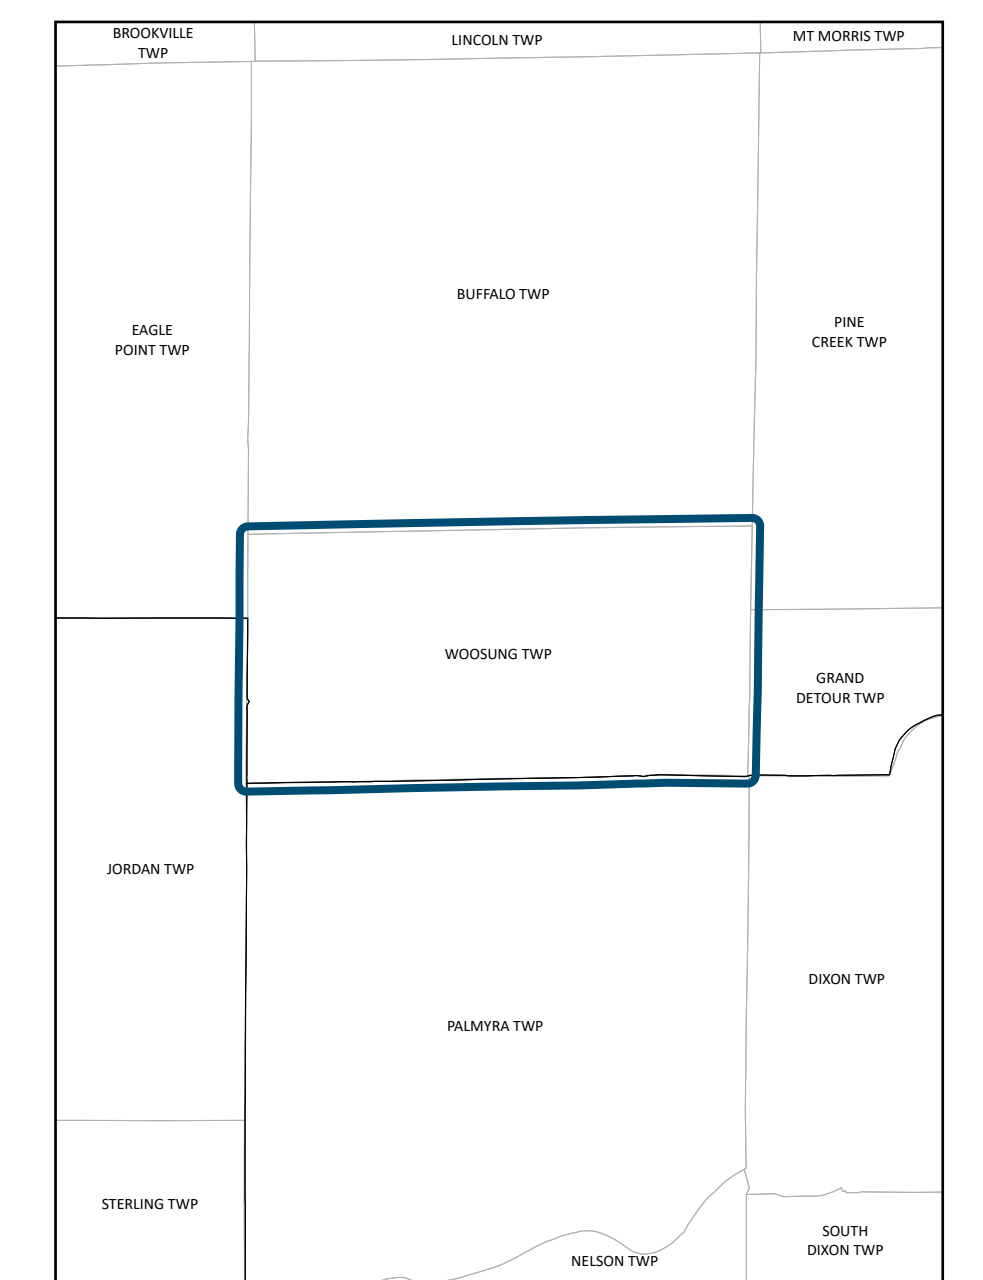 BROOKVILLE
TWP
LINCOLN TWP
MT MORRIS TWP
BUFFALO TWP
EAGLE
POINT TWP
PINE
CREEK TWP
WOOSUNG TWP
GRAND
DETOUR TWP
JORDAN TWP
DIXON TWP
PALMYRA TWP
STERLING TWP
SOUTH
DIXON TWP
NELSON TWP